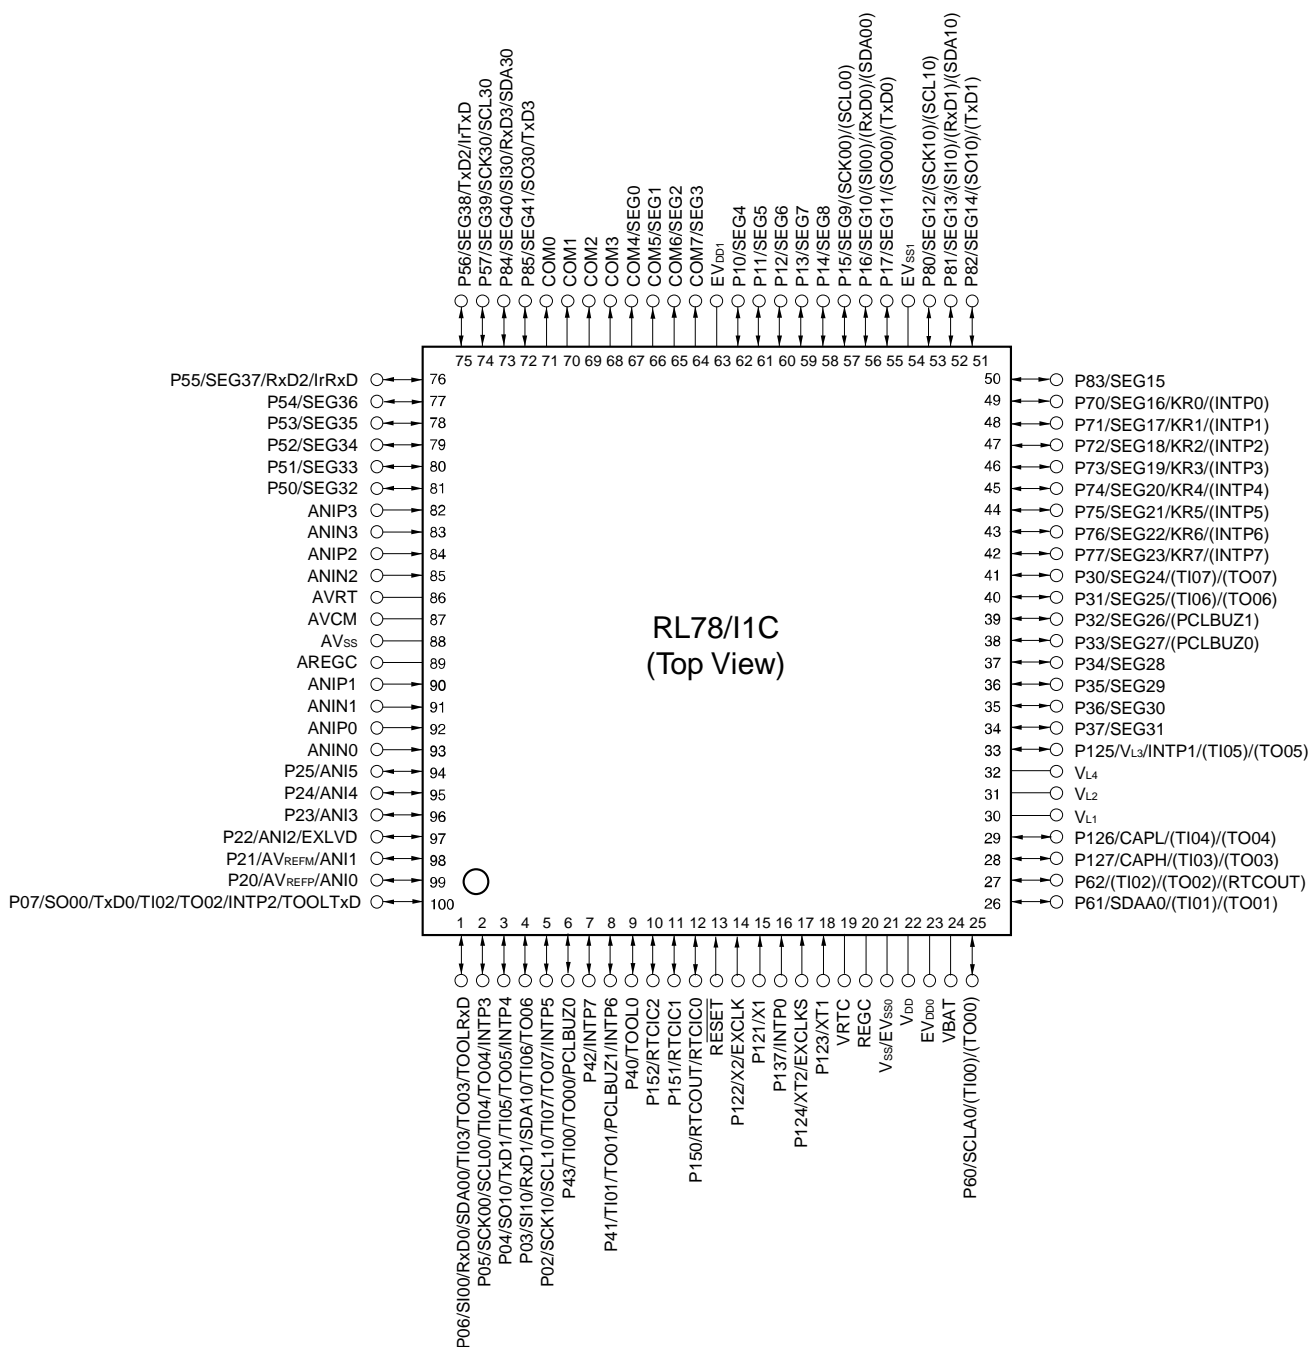 P56/SEG38/TxD2/IrTxD
P57/SEG39/SCK30/SCL30
P84/SEG40/SI30/RxD3/SDA30
P85/SEG41/SO30/TxD3
COM0
COM1
COM2
COM3
COM4/SEG0
COM5/SEG1
COM6/SEG2
COM7/SEG3
EVDD1
P10/SEG4
P11/SEG5
P12/SEG6
P13/SEG7
P14/SEG8
P15/SEG9/(SCK00)/(SCL00)
P16/SEG10/(SI00)/(RxD0)/(SDA00)
P17/SEG11/(SO00)/(TxD0)
EVSS1
P80/SEG12/(SCK10)/(SCL10)
P81/SEG13/(SI10)/(RxD1)/(SDA10)
P82/SEG14/(SO10)/(TxD1)
75 74 73 72 71 70 69 68 67 66 65 64 63 62 61 60 59 58 57 56 55 54 53 52 51
P55/SEG37/RxD2/IrRxD 76
P54/SEG36 77
P53/SEG35 78
P52/SEG34 79
P51/SEG33 80
P50/SEG32 81
ANIP3 82
ANIN3 83
ANIP2 84
ANIN2 85
AVRT 86
AVCM 87
AVSS 88
AREGC 89
ANIP1 90
ANIN1 91
ANIP0 92
ANIN0 93
P25/ANI5 94
P24/ANI4 95
P23/ANI3 96
P22/ANI2/EXLVD 97
P21/AVREFM/ANI1 98
P20/AVREFP/ANI0 99
P07/SO00/TxD0/TI02/TO02/INTP2/TOOLTxD 100
RL78/I1C
(Top View)
50 P83/SEG15
49 P70/SEG16/KR0/(INTP0)
48 P71/SEG17/KR1/(INTP1)
47 P72/SEG18/KR2/(INTP2)
46 P73/SEG19/KR3/(INTP3)
45 P74/SEG20/KR4/(INTP4)
44 P75/SEG21/KR5/(INTP5)
43 P76/SEG22/KR6/(INTP6)
42 P77/SEG23/KR7/(INTP7)
41 P30/SEG24/(TI07)/(TO07)
40 P31/SEG25/(TI06)/(TO06)
39 P32/SEG26/(PCLBUZ1)
38 P33/SEG27/(PCLBUZ0)
37 P34/SEG28
36 P35/SEG29
35 P36/SEG30
34 P37/SEG31
33 P125/VL3/INTP1/(TI05)/(TO05)
32 VL4
31 VL2
30 VL1
29 P126/CAPL/(TI04)/(TO04)
28 P127/CAPH/(TI03)/(TO03)
27 P62/(TI02)/(TO02)/(RTCOUT)
26 P61/SDAA0/(TI01)/(TO01)
1 2 3 4 5 6 7 8 9 10 11 12 13 14 15 16 17 18 19 20 21 22 23 24 25
P06/SI00/RxD0/SDA00/TI03/TO03/TOOLRxD
P05/SCK00/SCL00/TI04/TO04/INTP3
P04/SO10/TxD1/TI05/TO05/INTP4
P03/SI10/RxD1/SDA10/TI06/TO06
P02/SCK10/SCL10/TI07/TO07/INTP5
P43/TI00/TO00/PCLBUZ0
P42/INTP7
P41/TI01/TO01/PCLBUZ1/INTP6
P40/TOOL0
P152/RTCIC2
P151/RTCIC1
P150/RTCOUT/RTCIC0
RESET
P122/X2/EXCLK
P121/X1
P137/INTP0
P124/XT2/EXCLKS
P123/XT1
VRTC
REGC
VSS/EVSS0
VDD
EVDD0
VBAT
P60/SCLA0/(TI00)/(TO00)